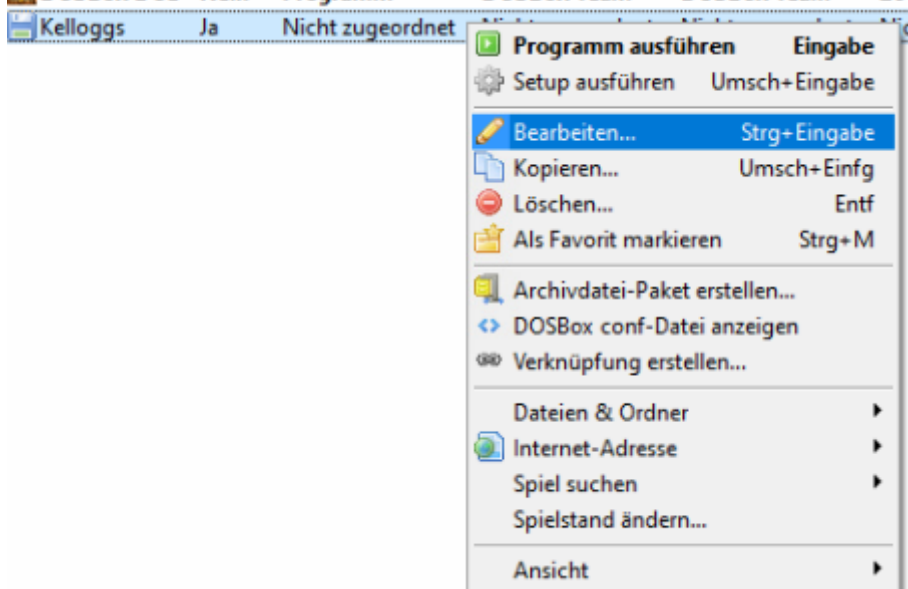 Kelloggs Ja Nicht zugeordnet
Programm ausführen Eingabe
Setup ausführen Umsch+Eingabe
Bearbeiten... Strg+Eingabe
Kopieren... Umsch+Einfg
Löschen... Entf
Als Favorit markieren Strg+M
Archivdatei-Paket erstellen...
DOSBox conf-Datei anzeigen
Verknüpfung erstellen...
Dateien & Ordner
Internet-Adresse
Spiel suchen
Spielstand ändern...
Ansicht